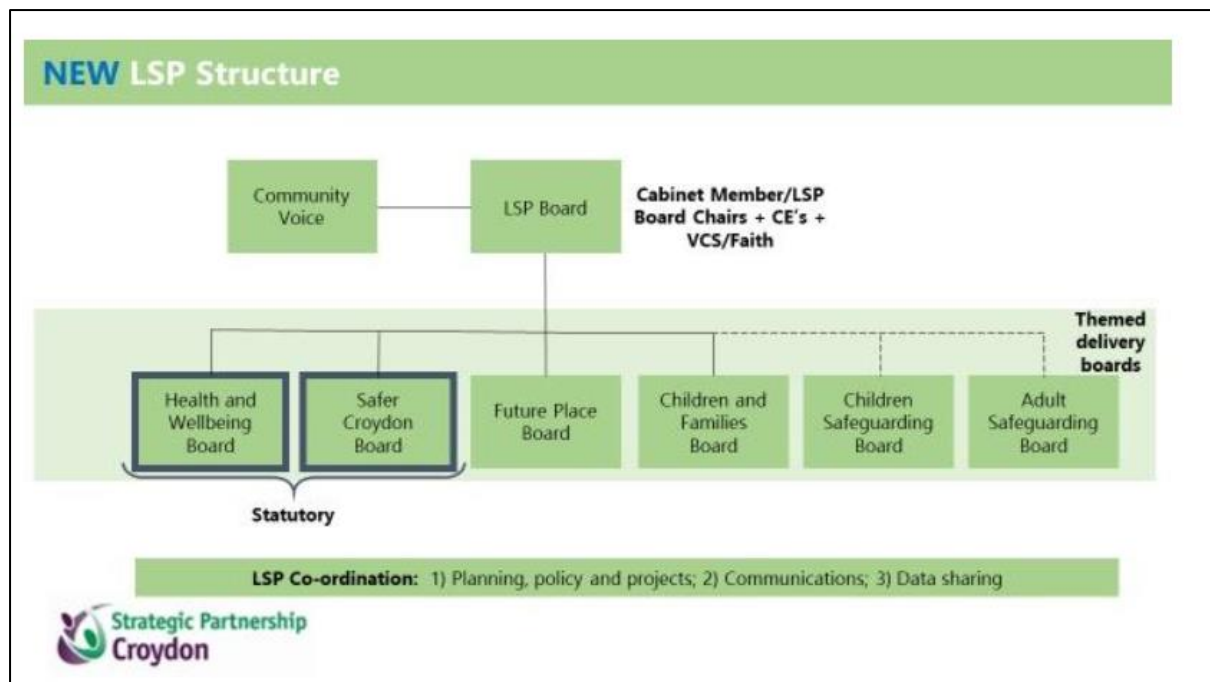 NEW LSP Structure
Community
Voice
LSP Board
Cabinet Member/LSP
Board Chairs + CE's +
VCS/Faith
Themed
delivery
boards
Health and
Wellbeing
Board
Safer
Croydon
Board
Future Place
Board
Children and
Families
Board
Children
Safeguarding
Board
Adult
Safeguarding
Board
Statutory
LSP Co-ordination: 1) Planning, policy and projects; 2) Communications; 3) Data sharing
Strategic Partnership
Croydon